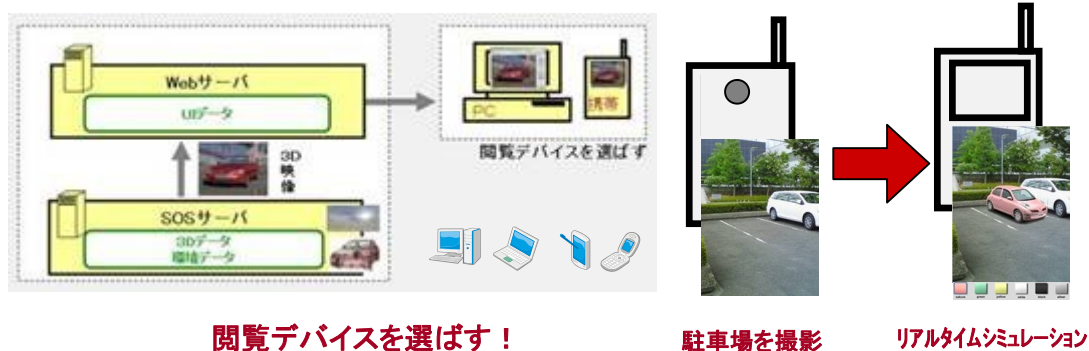 Webサーバ
UIデータ
3D
映
像
SOSサーバ
3Dデータ
環境データ
PC
携帯
閲覧デバイスを選ばず
閲覧デバイスを選ばす！
駐車場を撮影
リアルタイムシミュレーション